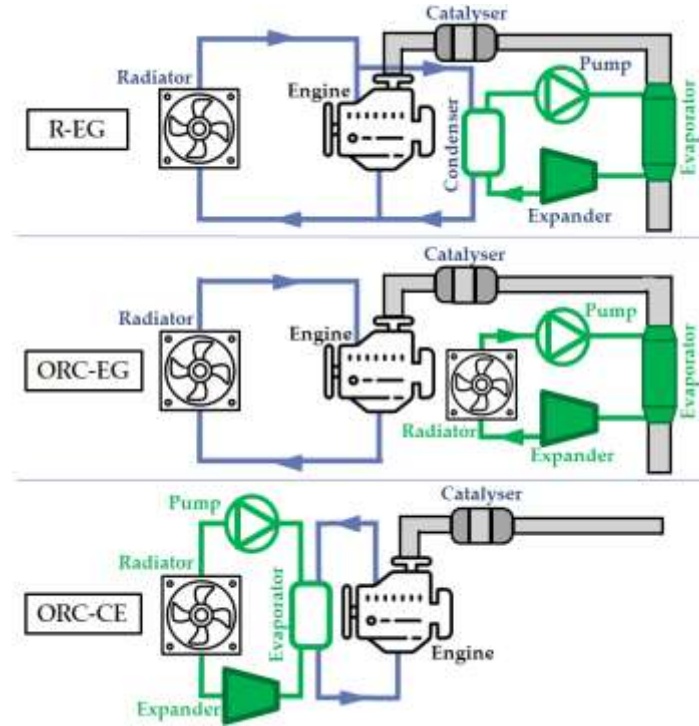 Catalyser
Radiator
Engine
Pump
R-EG
Condenser
Evaporator
Expander
Catalyser
Radiator
Engine
Pump
ORC-EG
Evaporator
Radiator
Expander
Catalyser
Pump
Radiator
ORC-CE
Evaporator
Engine
Expander